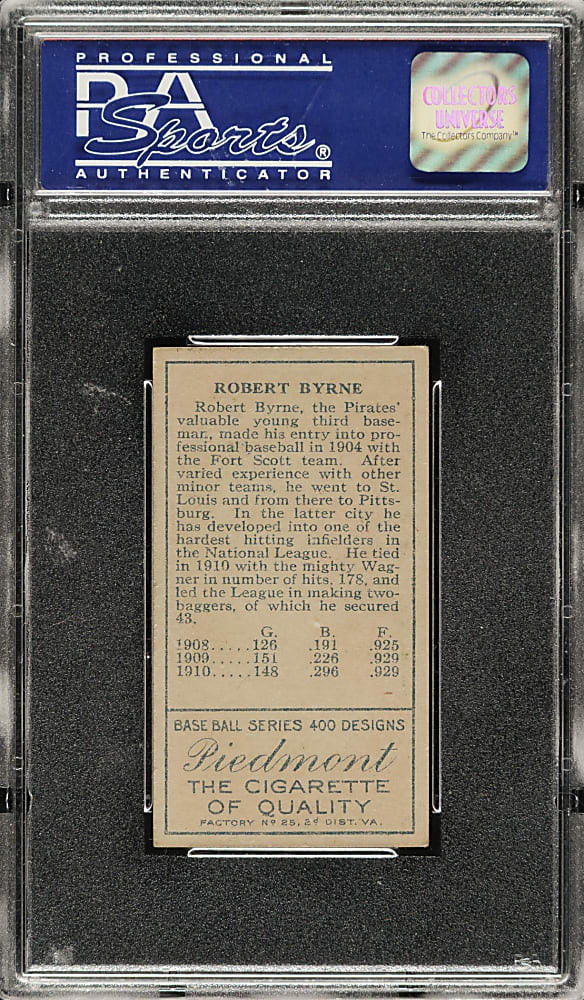 PROFESSIONAL
PSA
Sports®
AUTHENTICATOR
COLLECTORS
UNIVERSE
The Collectors Company™
ROBERT BYRNE
Robert Byrne, the Pirates'
valuable young third base-
man, made his entry into pro-
fessional baseball in 1904 with
the Fort Scott team. After
varied experience with other
minor teams, he went to St.
Louis and from there to Pitts-
burg. In the latter city he
has developed into one of the
hardest hitting infielders in
the National League. He tied
in 1910 with the mighty Wag-
ner in number of hits, 178, and
led the League in making two-
baggers, of which he secured
43.
G. B. F.
1908.....126 .191 .925
1909.....151 .226 .929
1910.....148 .296 .929
BASE BALL SERIES 400 DESIGNS
Piedmont
THE CIGARETTE
OF QUALITY
FACTORY Nº 25, 2d DIST. VA.